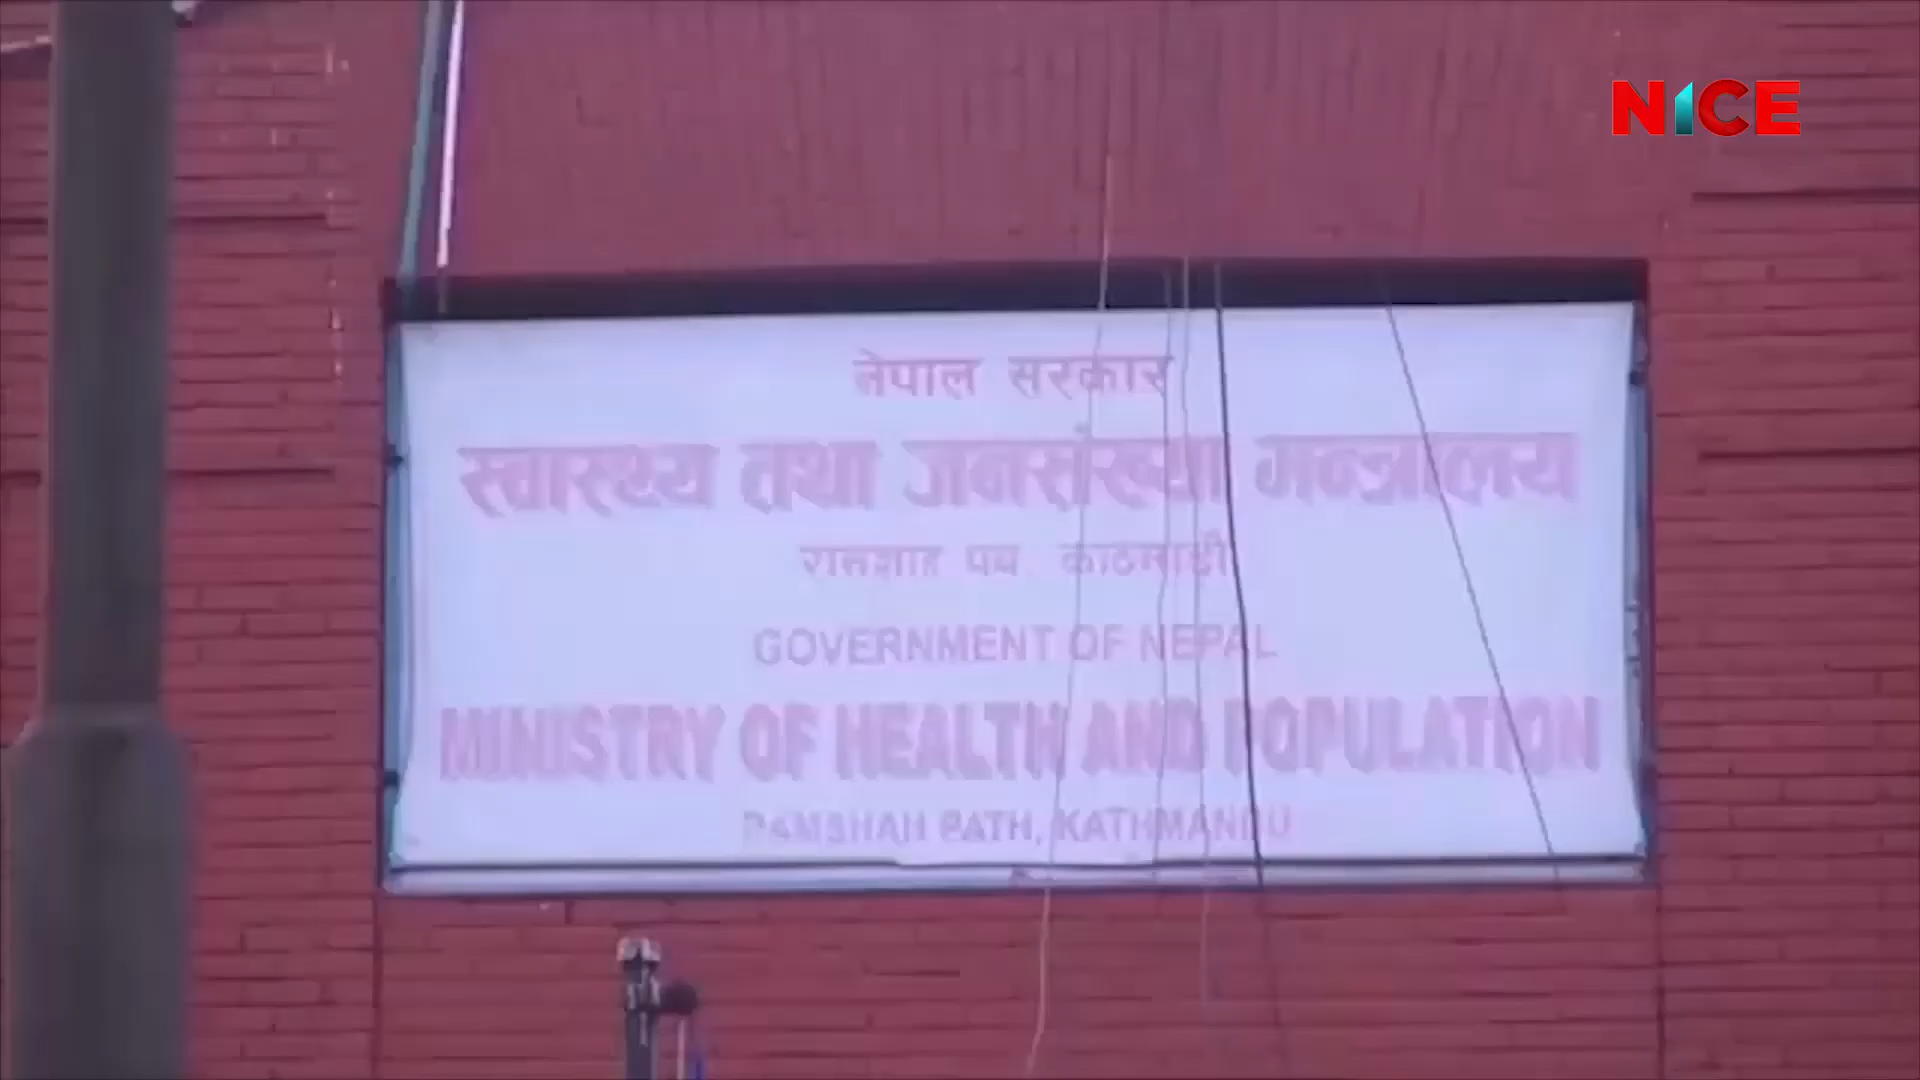 NICE
नेपाल सरकार
स्वास्थ्य तथा जनसंख्या मन्त्रालय
रामशाह पथ, काठमाडौं
GOVERNMENT OF NEPAL
MINISTRY OF HEALTH AND POPULATION
RAMSHAH PATH, KATHMANDU